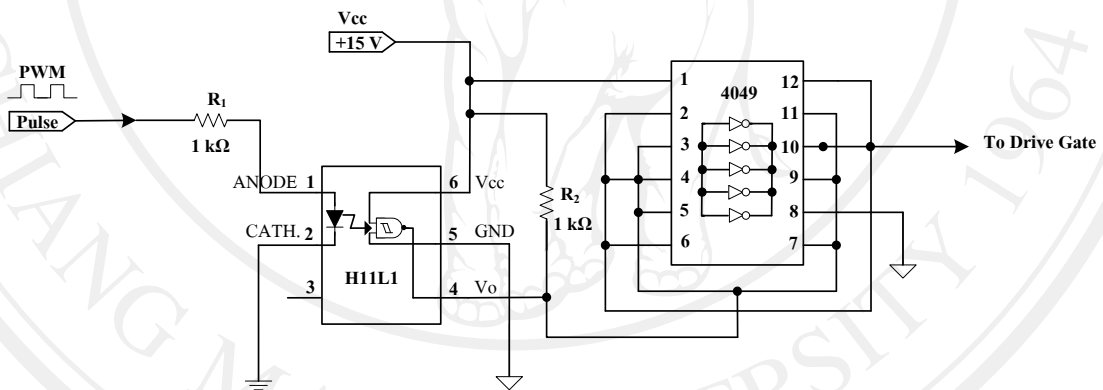 Vcc
+15 V
PWM
Pulse
R₁
1 kΩ
ANODE 1
CATH. 2
3
H11L1
6 Vcc
5 GND
4 Vo
R₂
1 kΩ
4049
1
2
3
4
5
6
12
11
10
9
8
7
To Drive Gate
UNIVERSITY 1964